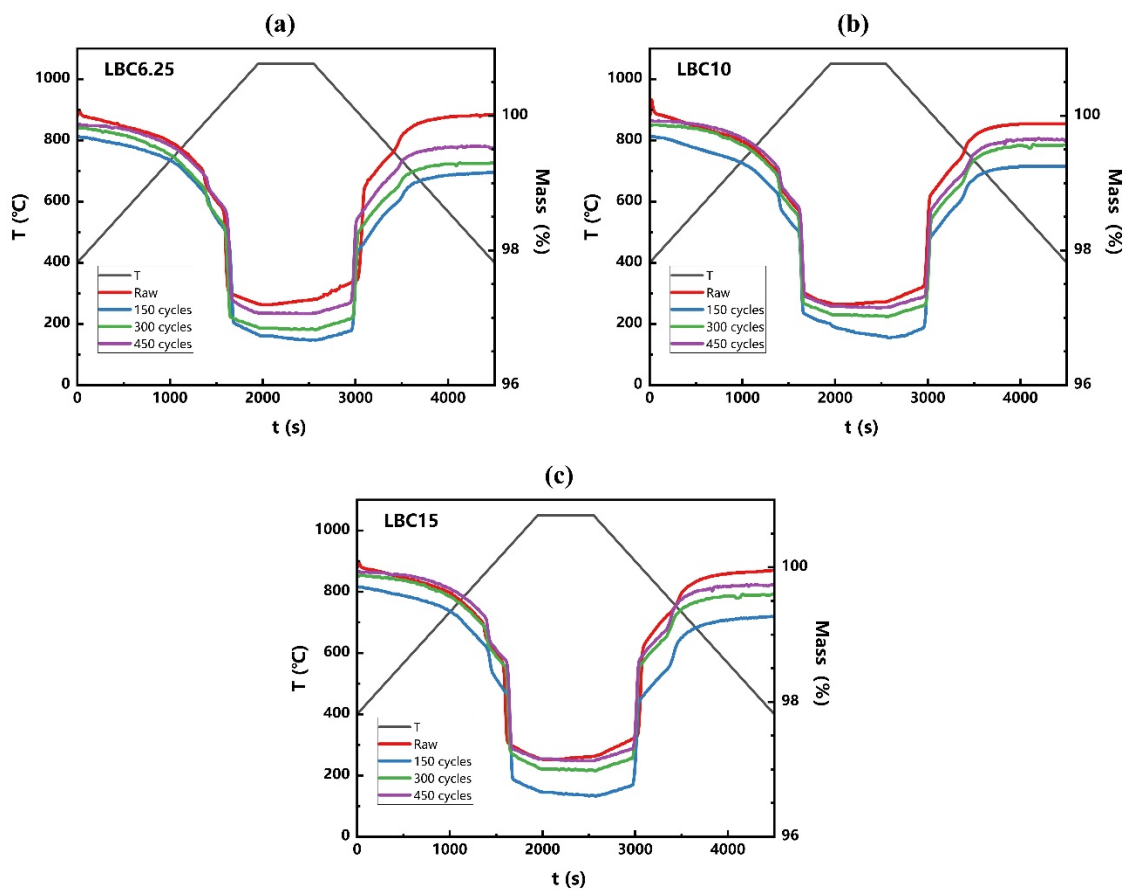 (a)
LBC6.25
1000
800
600
400
200
0
T (°C)
T
Raw
150 cycles
300 cycles
450 cycles
100
98
96
Mass (%)
0 1000 2000 3000 4000
t (s)
(b)
LBC10
1000
800
600
400
200
0
T (°C)
T
Raw
150 cycles
300 cycles
450 cycles
100
98
96
Mass (%)
0 1000 2000 3000 4000
t (s)
(c)
LBC15
1000
800
600
400
200
0
T (°C)
T
Raw
150 cycles
300 cycles
450 cycles
100
98
96
Mass (%)
0 1000 2000 3000 4000
t (s)